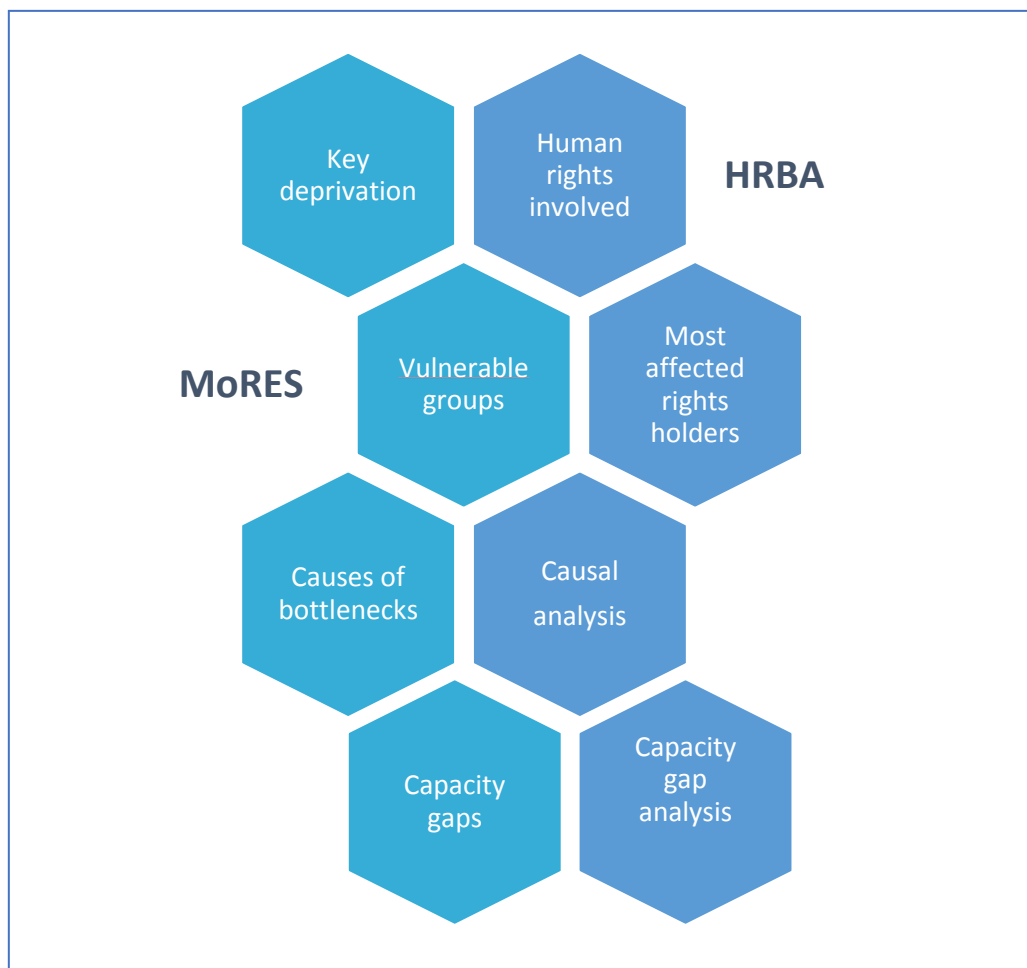 Key
deprivation
Human
rights
involved
HRBA
MoRES
Vulnerable
groups
Most
affected
rights
holders
Causes of
bottlenecks
Causal
analysis
Capacity
gaps
Capacity
gap
analysis